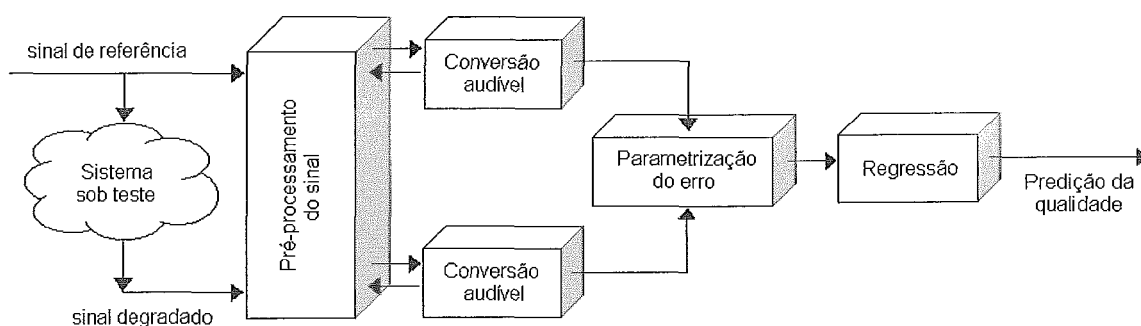 sinal de referência
Sistema
sob teste
sinal degradado
Pré-processamento
do sinal
Conversão
audível
Conversão
audível
Parametrização
do erro
Regressão
Predição da
qualidade